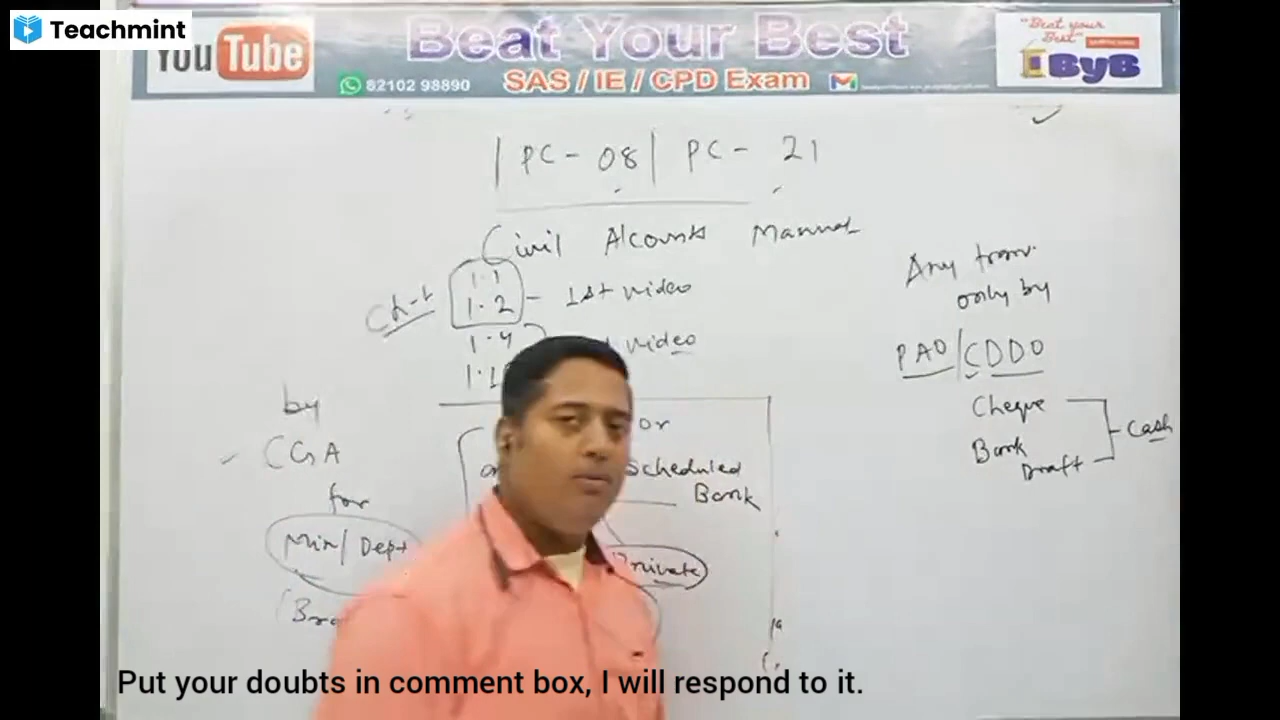 Teachmint
You Tube
Beat Your Best
SAS / IE / CPD Exam
82102 98890
"Beat your Best"
ByB
PC - 08 | PC - 21
Civil Accounts Manual
Ch-1
1.1
1.2 - 1st video
1.4
video
by
CGA
for
Min/Dept
or
Scheduled
Bank
Private
Any tran.
only by
PAO/CDDO
Cheque
Bank
Draft
Cash
Put your doubts in comment box, I will respond to it.